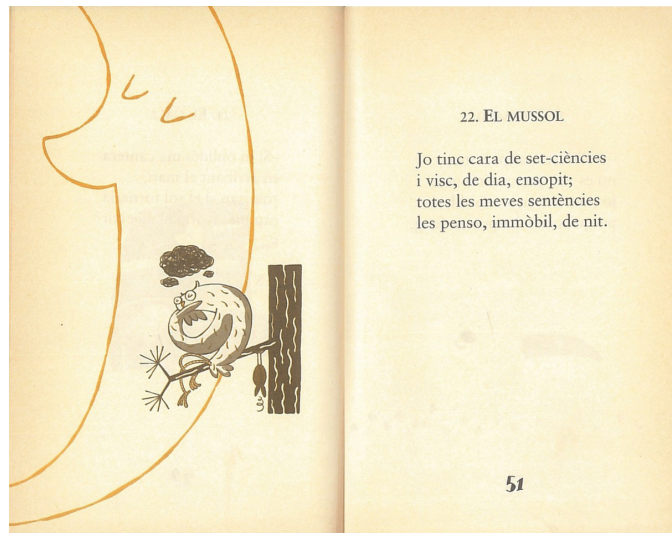 22. EL MUSSOL
Jo tinc cara de set-ciències
i visc, de dia, ensopit;
totes les meves sentències
les penso, immòbil, de nit.
51